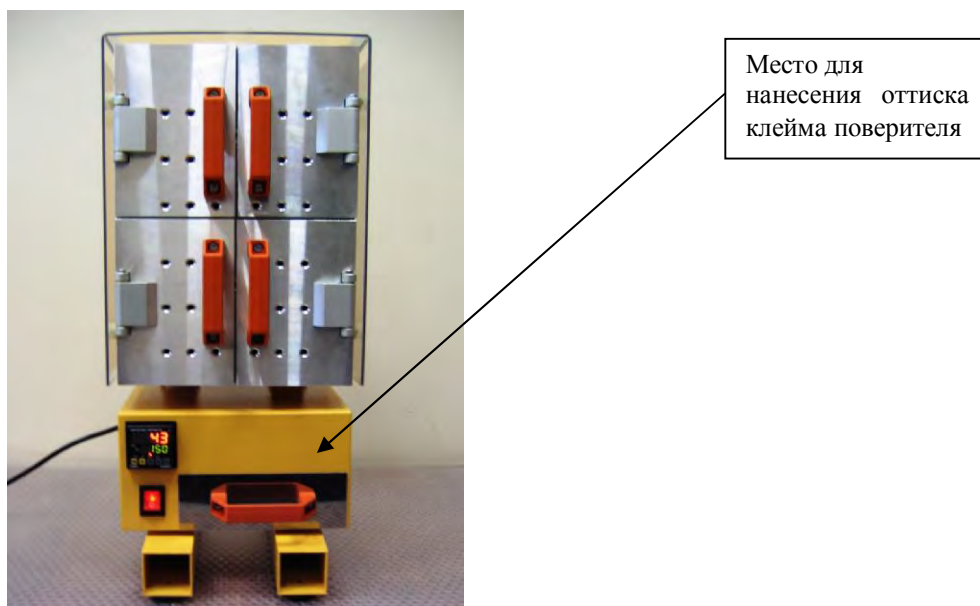 Место для
нанесения оттиска
клейма поверителя
43
150